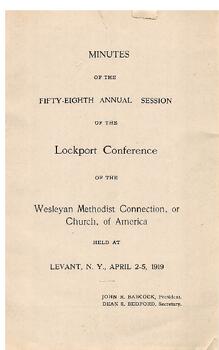 MINUTES
OF THE
FIFTY-EIGHTH ANNUAL SESSION
OF THE
Lockport Conference
OF THE
Wesleyan Methodist Connection, or
Church, of America
HELD AT
LEVANT, N. Y., APRIL 2-5, 1919
JOHN R. BABCOCK, President.
DEAN S. BEDFORD, Secretary.